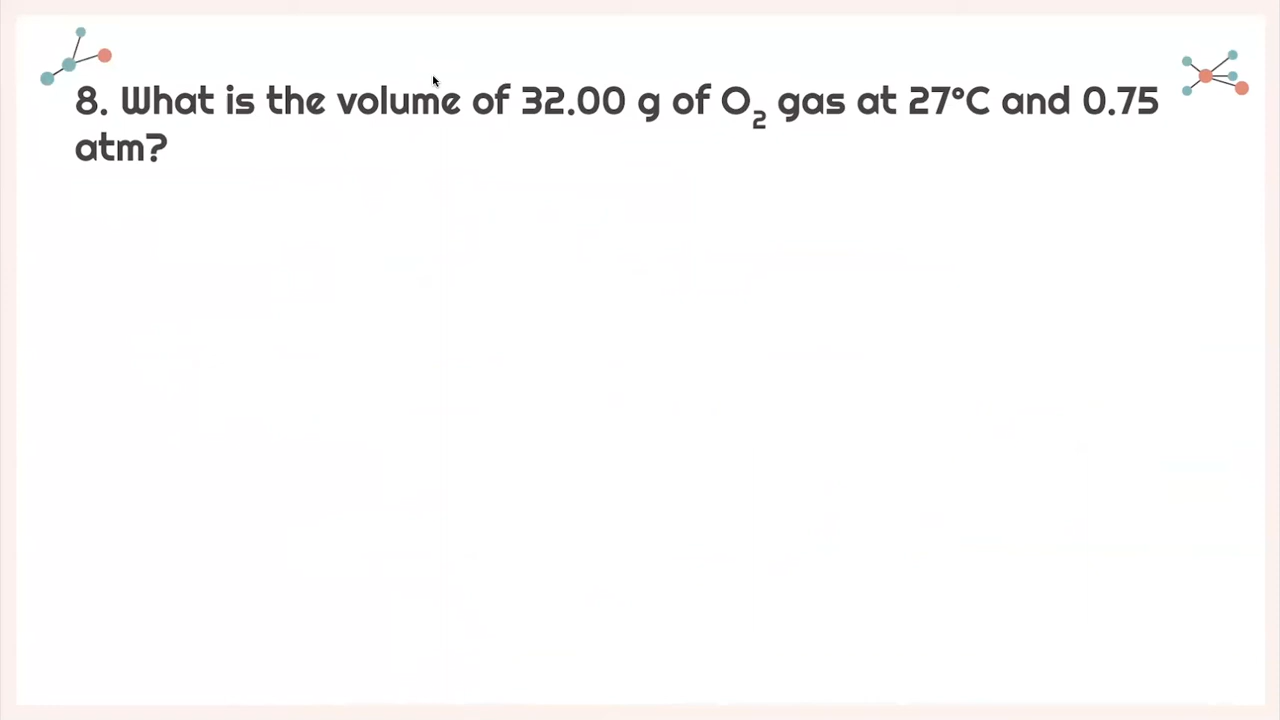 8. What is the volume of 32.00 g of O₂ gas at 27°C and 0.75
atm?